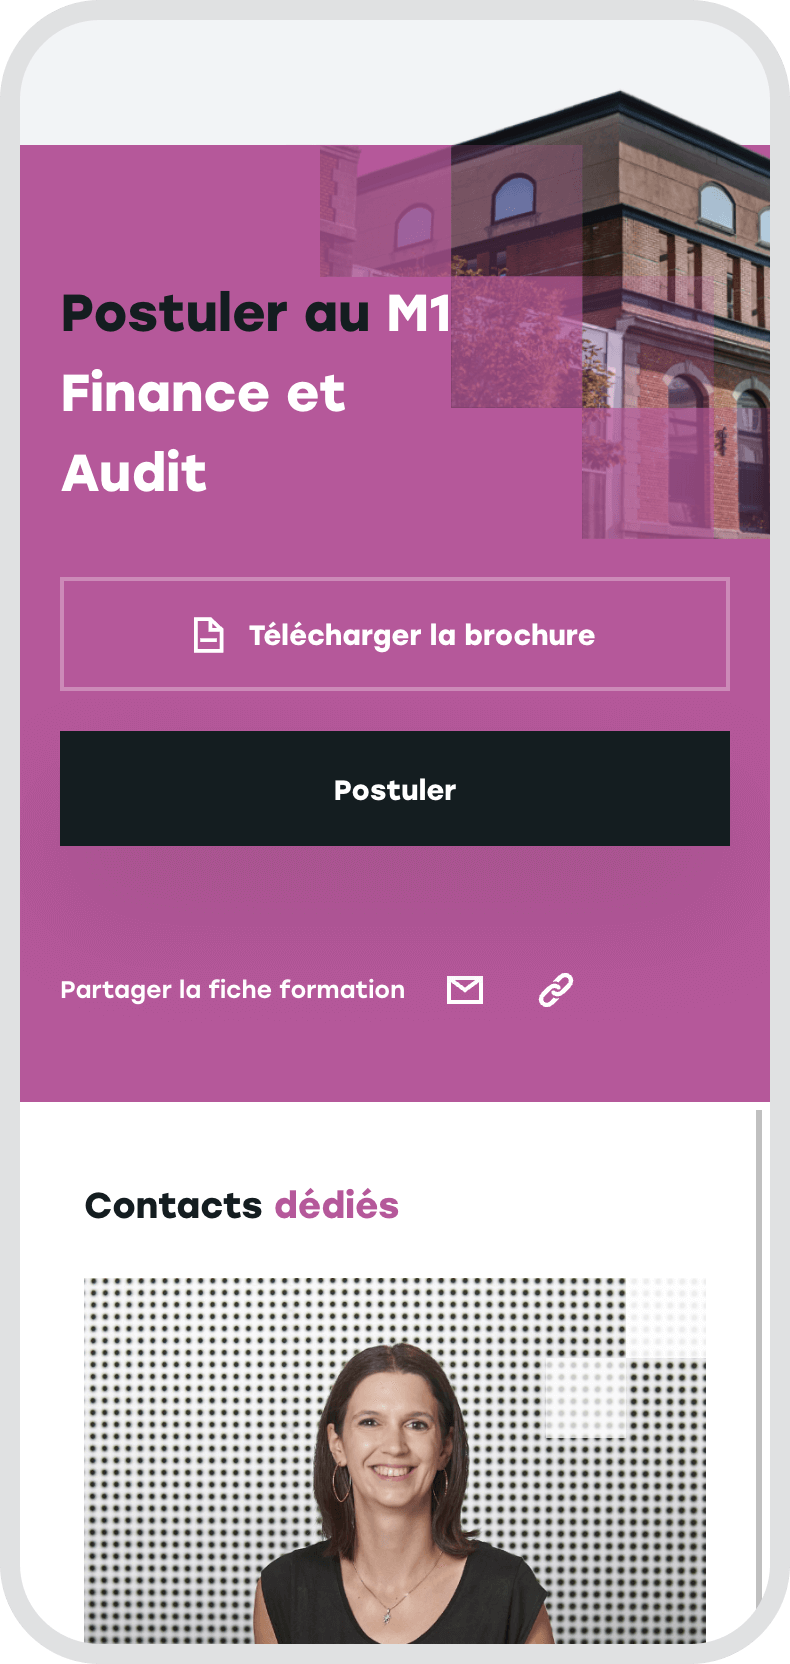 Postuler au M1
Finance et
Audit
Télécharger la brochure
Postuler
Partager la fiche formation
Contacts dédiés